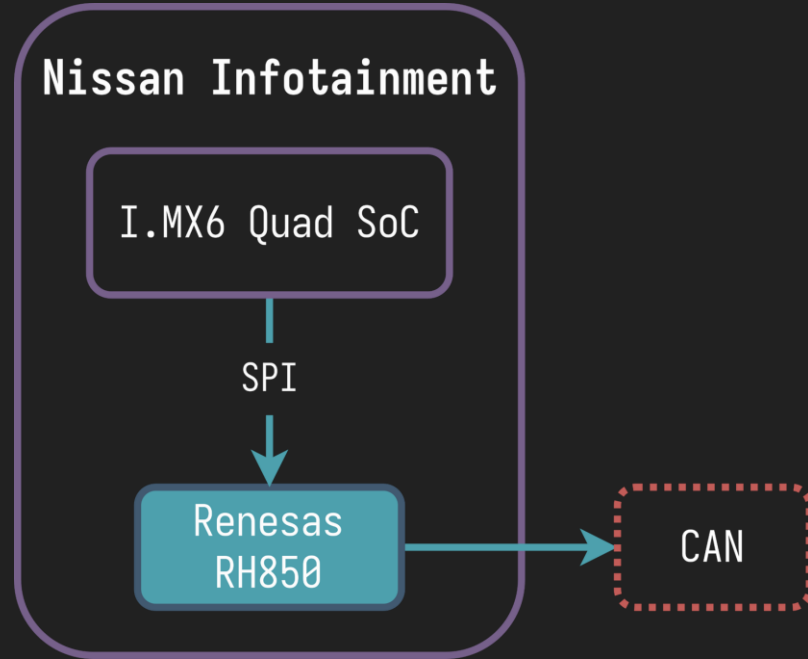 Nissan Infotainment
I.MX6 Quad SoC
SPI
Renesas
RH850
CAN